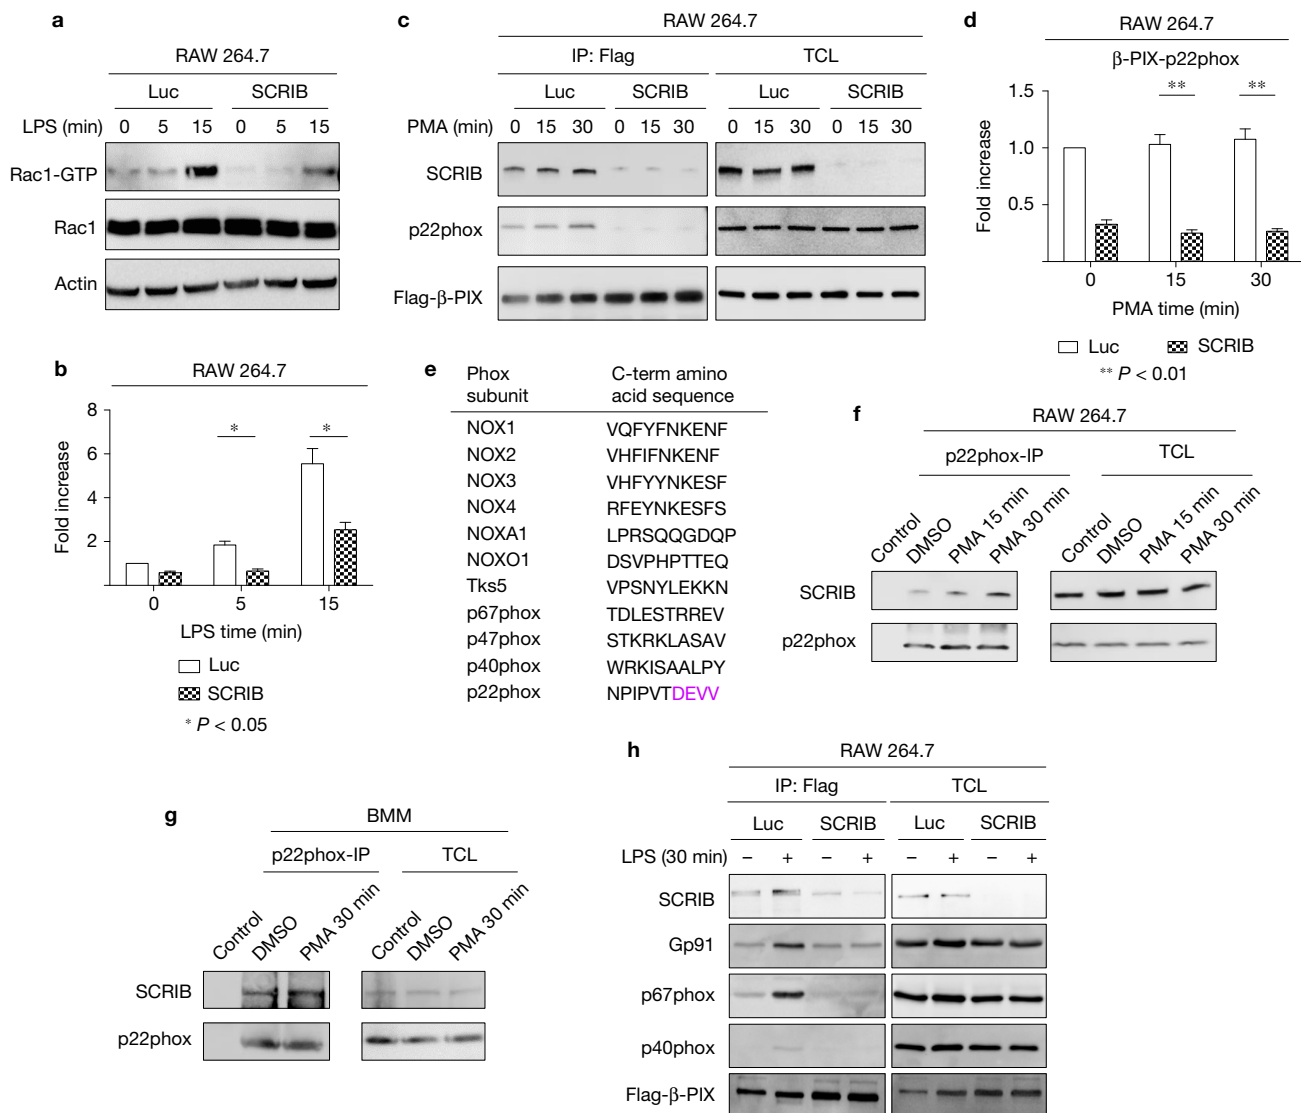 a
RAW 264.7
Luc SCRIB
LPS (min) 0 5 15 0 5 15
Rac1-GTP
Rac1
Actin
b
RAW 264.7
8
6
4
2
Fold increase
* *
0 5 15
LPS time (min)
Luc
SCRIB
* P < 0.05
c
RAW 264.7
IP: Flag TCL
Luc SCRIB Luc SCRIB
PMA (min) 0 15 30 0 15 30 0 15 30 0 15 30
SCRIB
p22phox
Flag-β-PIX
d
RAW 264.7
β-PIX-p22phox
1.5
1.0
0.5
Fold increase
** **
0 15 30
PMA time (min)
Luc SCRIB
** P < 0.01
e
Phox C-term amino
subunit acid sequence
NOX1 VQFYFNKENF
NOX2 VHFIFNKENF
NOX3 VHFYYNKESF
NOX4 RFEYNKESFS
NOXA1 LPRSQQGDQP
NOXO1 DSVPHPTTEQ
Tks5 VPSNYLEKKN
p67phox TDLESTRREV
p47phox STKRKLASAV
p40phox WRKISAALPY
p22phox NPIPVTDEVV
f
RAW 264.7
p22phox-IP TCL
Control DMSO PMA 15 min PMA 30 min Control DMSO PMA 15 min PMA 30 min
SCRIB
p22phox
g
BMM
p22phox-IP TCL
Control DMSO PMA 30 min Control DMSO PMA 30 min
SCRIB
p22phox
h
RAW 264.7
IP: Flag TCL
Luc SCRIB Luc SCRIB
LPS (30 min) − + − + − + − +
SCRIB
Gp91
p67phox
p40phox
Flag-β-PIX